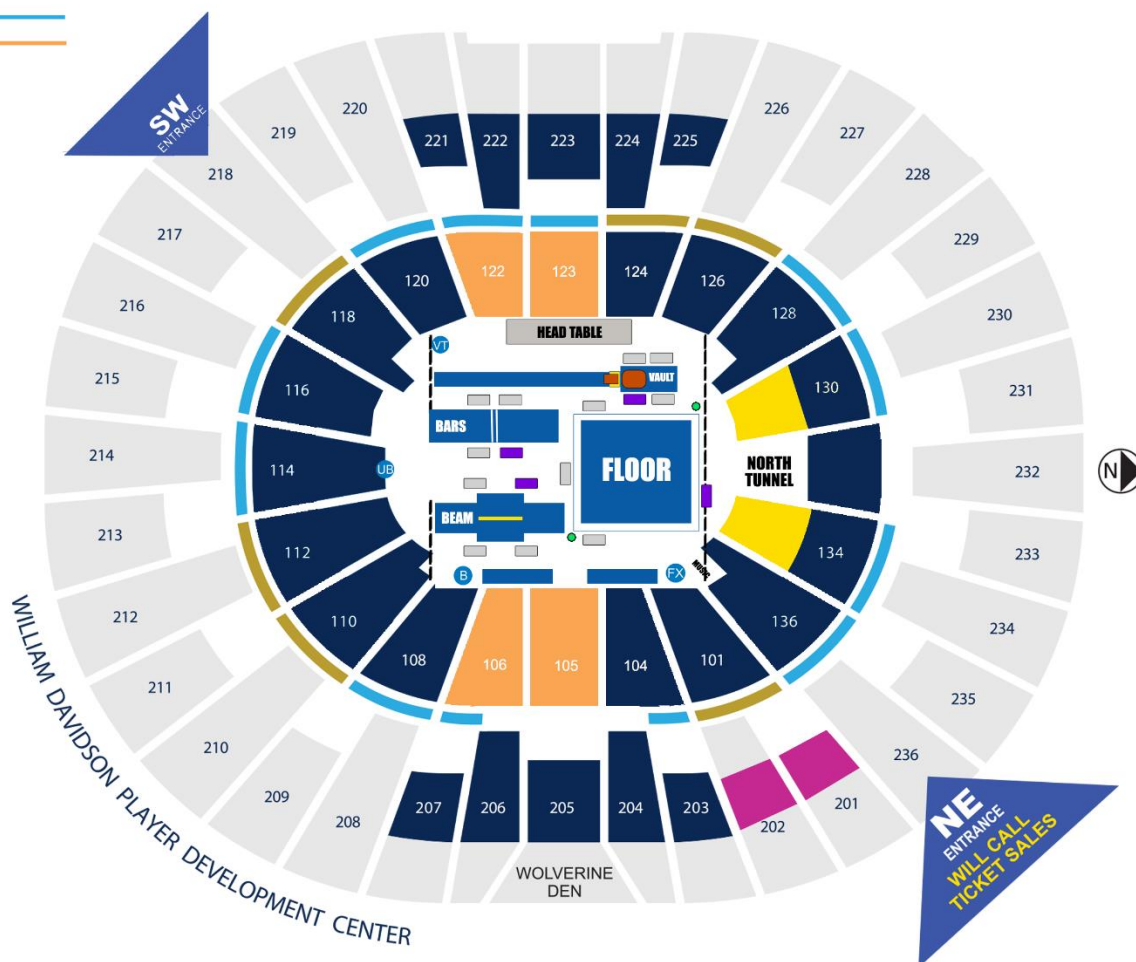 SW
ENTRANCE
220
219
218
217
216
215
214
213
212
211
210
209
208
221
222
223
224
225
226
227
228
229
230
231
232
233
234
235
236
122
123
124
120
126
118
128
116
130
114
112
134
110
136
108
106
105
104
101
HEAD TABLE
VT
VAULT
BARS
UB
FLOOR
NORTH
TUNNEL
BEAM
B
FX
MUSIC
N
207
206
205
204
203
202
201
WOLVERINE
DEN
WILLIAM DAVIDSON PLAYER DEVELOPMENT CENTER
NE
ENTRANCE
WILL CALL
TICKET SALES